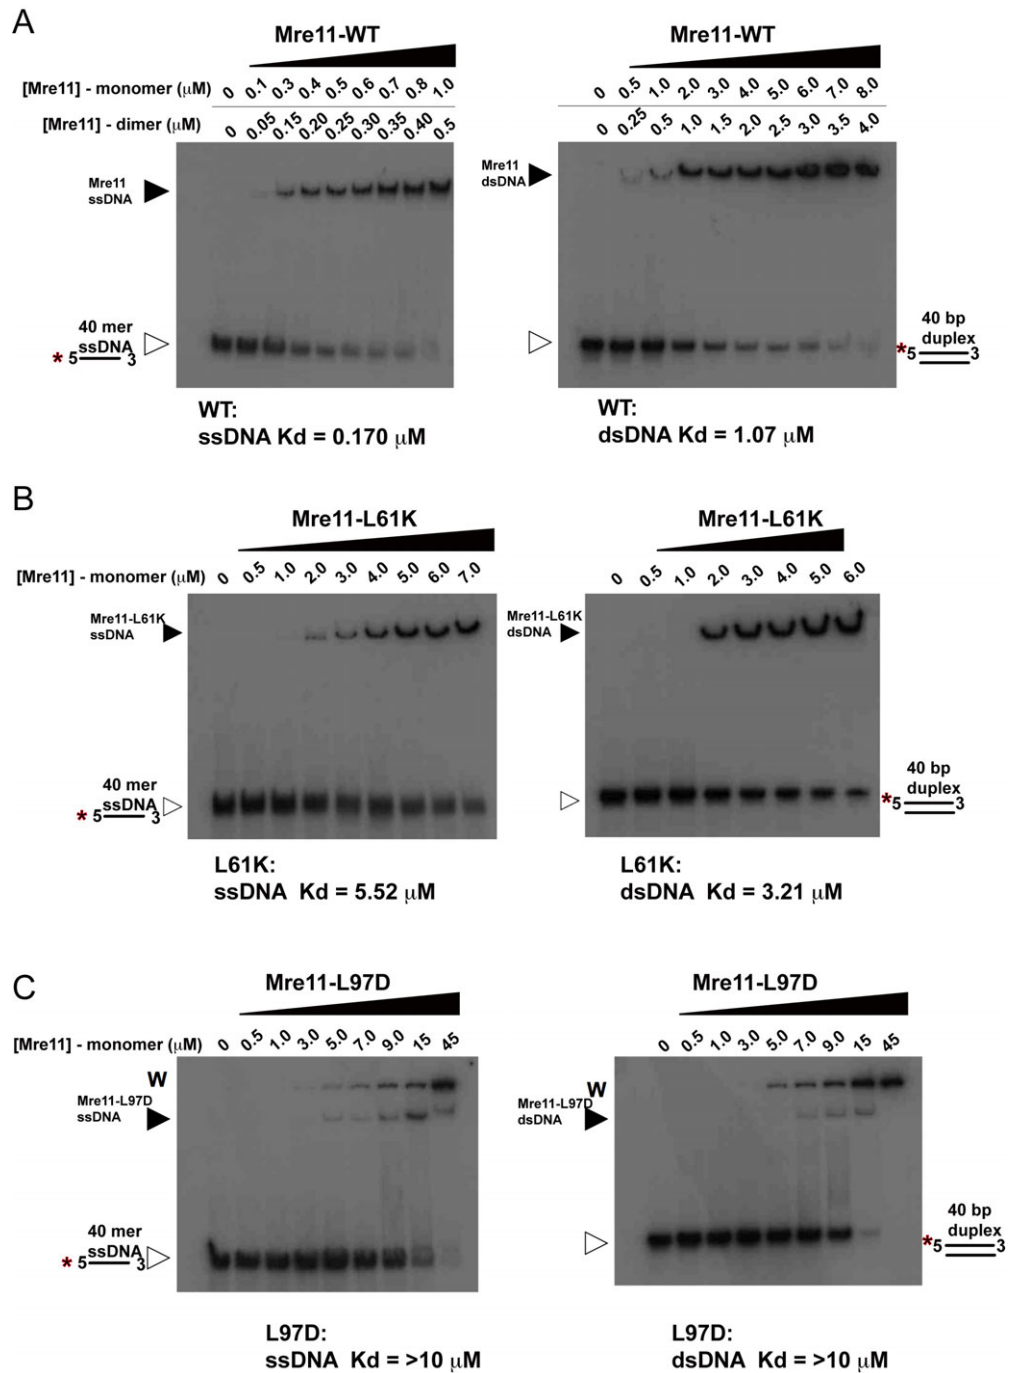 A
Mre11-WT
Mre11-WT
[Mre11] - monomer (μM)
0 0.1 0.3 0.4 0.5 0.6 0.7 0.8 1.0
0 0.5 1.0 2.0 3.0 4.0 5.0 6.0 7.0 8.0
[Mre11] - dimer (μM)
0 0.05 0.15 0.20 0.25 0.30 0.35 0.40 0.5
0 0.25 0.5 1.0 1.5 2.0 2.5 3.0 3.5 4.0
Mre11
ssDNA
Mre11
dsDNA
40 mer
ssDNA
* 5 3
40 bp
duplex
*5 3
WT:
ssDNA Kd = 0.170 μM
WT:
dsDNA Kd = 1.07 μM
B
Mre11-L61K
Mre11-L61K
[Mre11] - monomer (μM)
0 0.5 1.0 2.0 3.0 4.0 5.0 6.0 7.0
0 0.5 1.0 2.0 3.0 4.0 5.0 6.0
Mre11-L61K
ssDNA
Mre11-L61K
dsDNA
40 mer
ssDNA
* 5 3
40 bp
duplex
*5 3
L61K:
ssDNA Kd = 5.52 μM
L61K:
dsDNA Kd = 3.21 μM
C
Mre11-L97D
Mre11-L97D
[Mre11] - monomer (μM)
0 0.5 1.0 3.0 5.0 7.0 9.0 15 45
0 0.5 1.0 3.0 5.0 7.0 9.0 15 45
W
Mre11-L97D
ssDNA
W
Mre11-L97D
dsDNA
40 mer
ssDNA
* 5 3
40 bp
duplex
*5 3
L97D:
ssDNA Kd = >10 μM
L97D:
dsDNA Kd = >10 μM